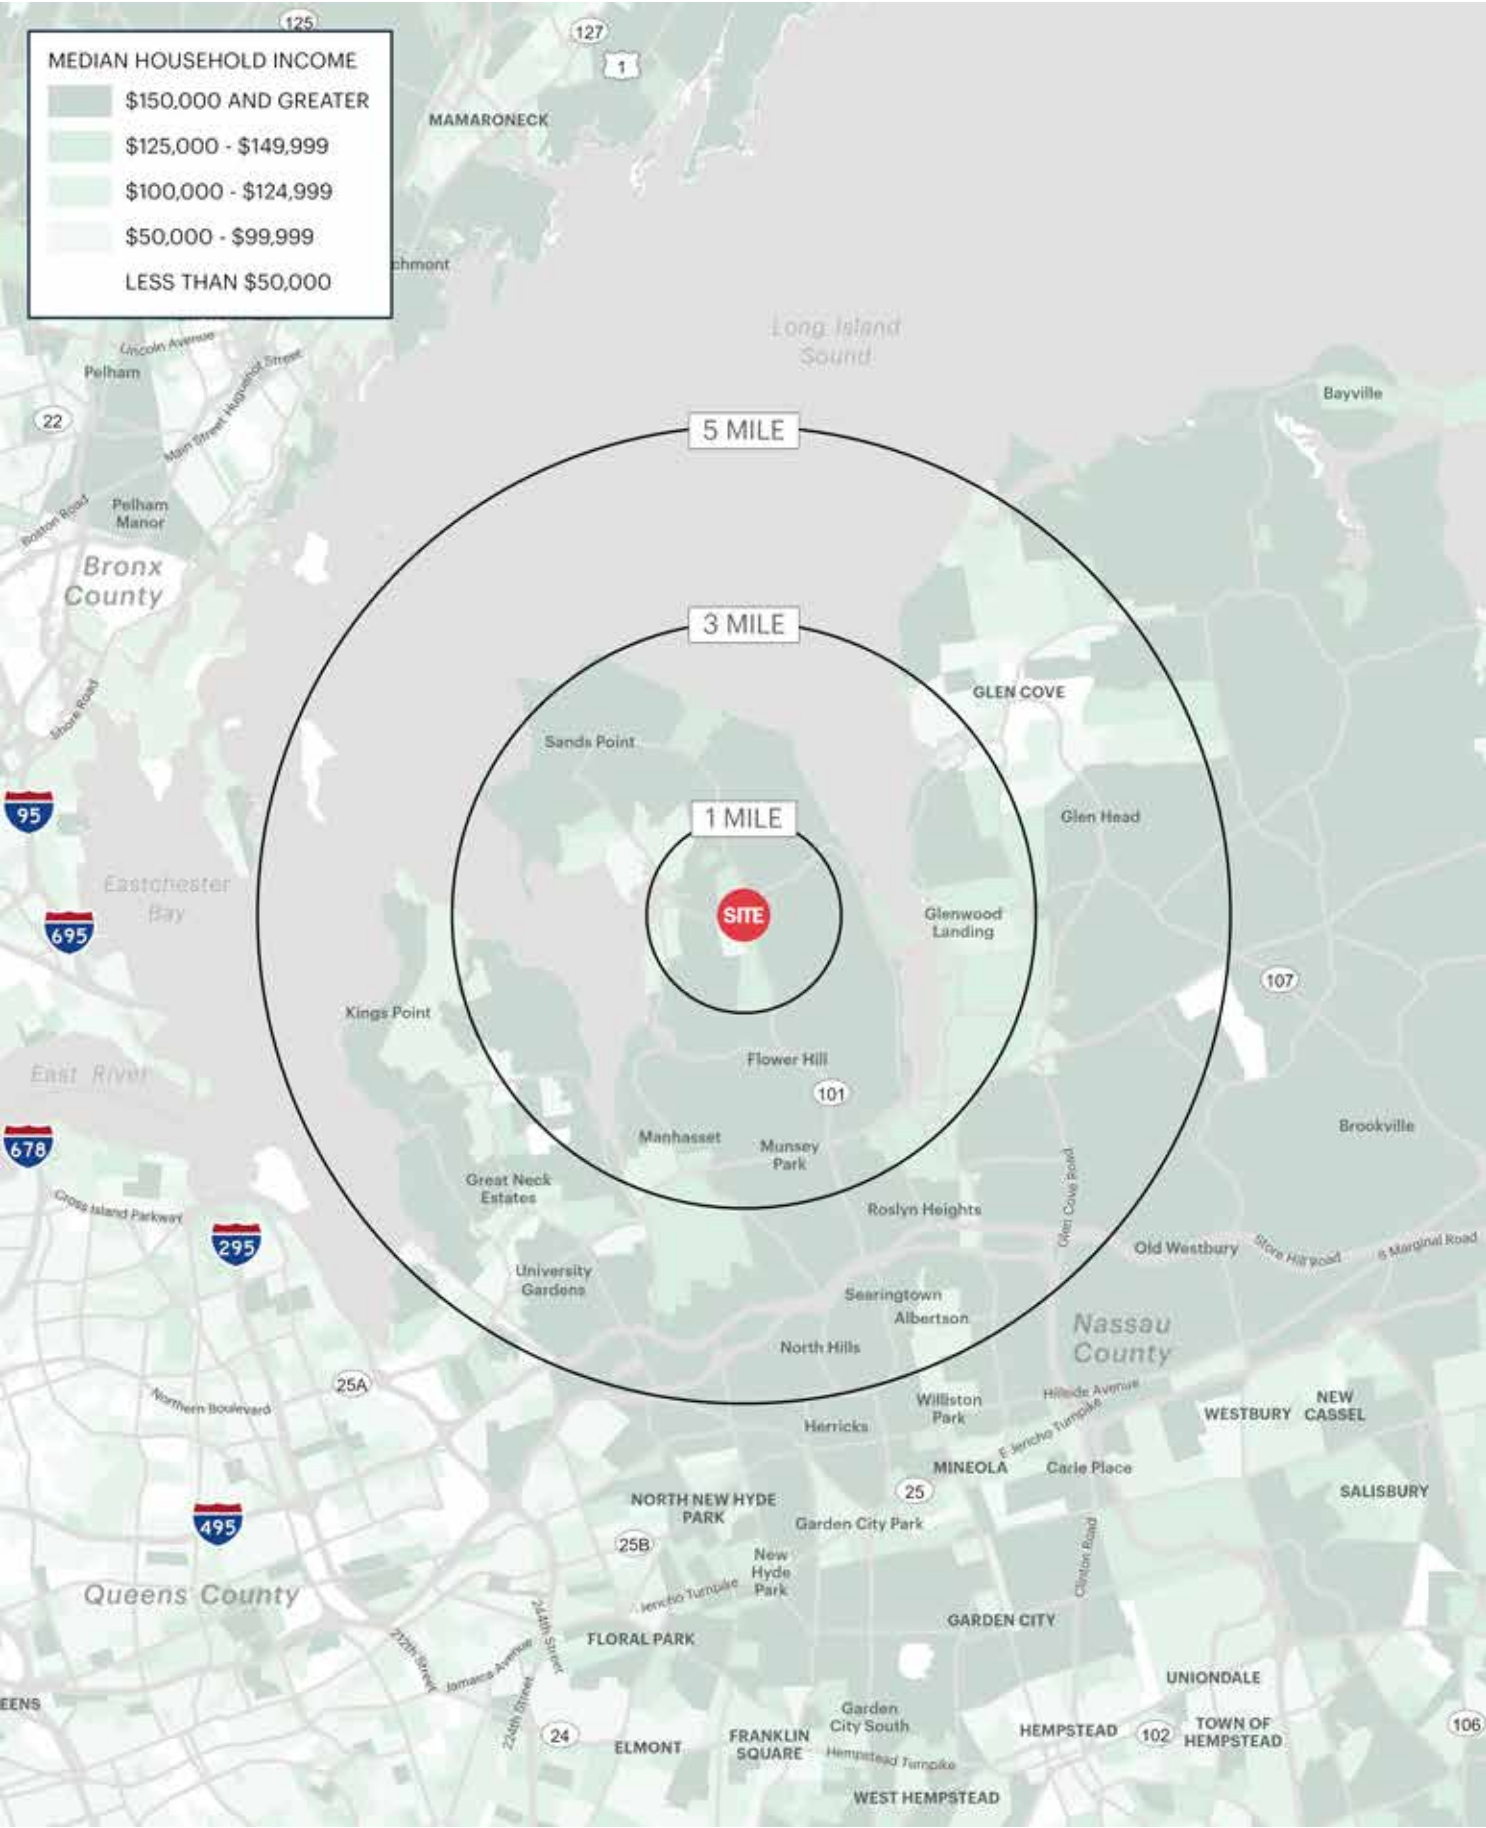 125
127
1
MEDIAN HOUSEHOLD INCOME
$150,000 AND GREATER
$125,000 - $149,999
$100,000 - $124,999
$50,000 - $99,999
LESS THAN $50,000
MAMARONECK
chmont
Long Island
Sound
Lincoln Avenue
Pelham
Huguenot Street
Main Street
22
Bayville
5 MILE
Boston Road
Pelham
Manor
Bronx
County
3 MILE
GLEN COVE
Shore Road
Sands Point
95
1 MILE
Glen Head
Eastchester
Bay
695
SITE
Glenwood
Landing
107
Kings Point
East River
Flower Hill
101
678
Manhasset
Munsey
Park
Brookville
Great Neck
Estates
Cross Island Parkway
Roslyn Heights
Glen Cove Road
295
Old Westbury
Store Hill Road
S Marginal Road
University
Gardens
Searingtown
Albertson
North Hills
Nassau
County
25A
Northern Boulevard
Williston
Park
Hillside Avenue
E Jericho Turnpike
WESTBURY
NEW
CASSEL
Herricks
MINEOLA
Carle Place
SALISBURY
25
495
NORTH NEW HYDE
PARK
Garden City Park
25B
New
Hyde
Park
Clinton Road
Queens County
Jericho Turnpike
GARDEN CITY
212th Street
Jamaica Avenue
244th Street
FLORAL PARK
UNIONDALE
EENS
224th Street
24
ELMONT
FRANKLIN
SQUARE
Garden
City South
Hempstead Turnpike
HEMPSTEAD
102
TOWN OF
HEMPSTEAD
106
WEST HEMPSTEAD